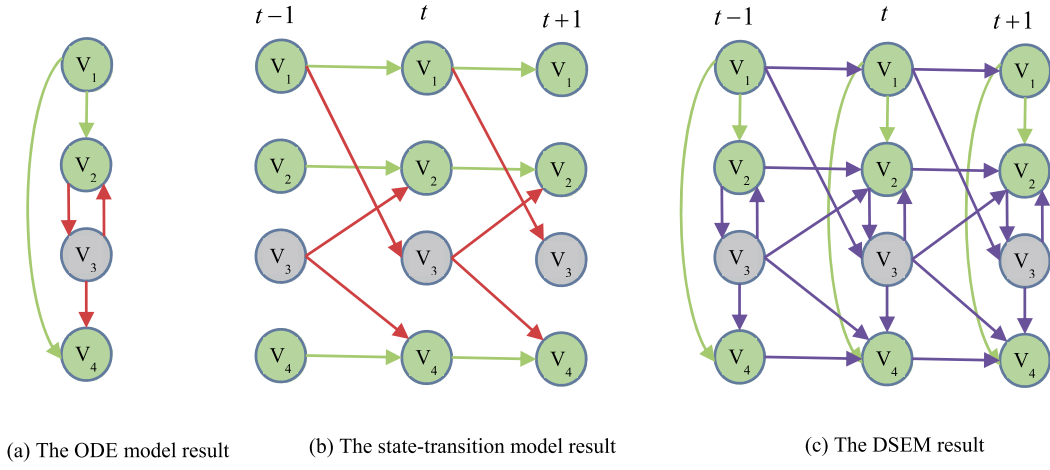 t−1 t t+1 t−1 t t+1
V1 V1 V1 V1 V1 V1 V1
V2 V2 V2 V2 V2 V2 V2
V3 V3 V3 V3 V3 V3 V3
V4 V4 V4 V4 V4 V4 V4
(a) The ODE model result (b) The state-transition model result (c) The DSEM result